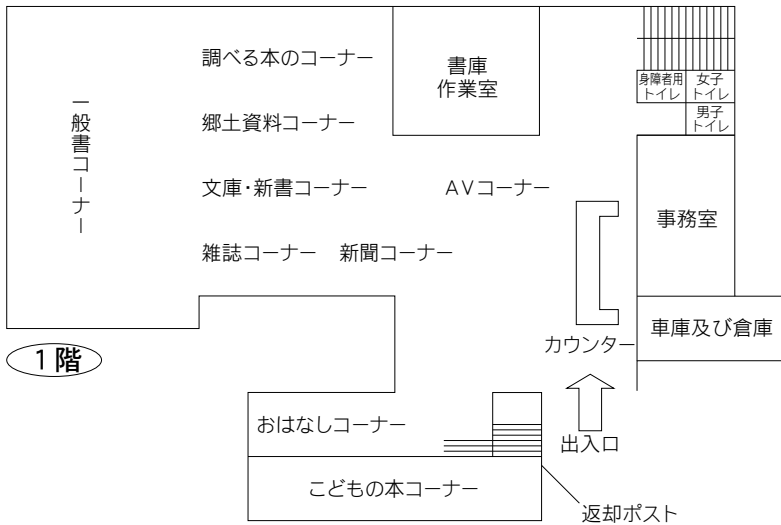 調べる本のコーナー
書庫
作業室
身障者用
トイレ
女子
トイレ
男子
トイレ
一般書コーナー
郷土資料コーナー
文庫・新書コーナー
AVコーナー
事務室
雑誌コーナー
新聞コーナー
車庫及び倉庫
カウンター
1階
おはなしコーナー
出入口
こどもの本コーナー
返却ポスト